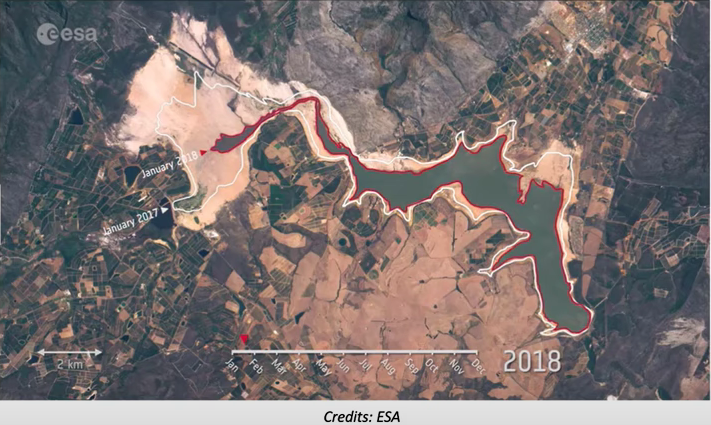 esa
January 2018
January 2017
2 km
Jan
Feb
Mar
Apr
May
Jun
Jul
Aug
Sep
Oct
Nov
Dec
2018
Credits: ESA